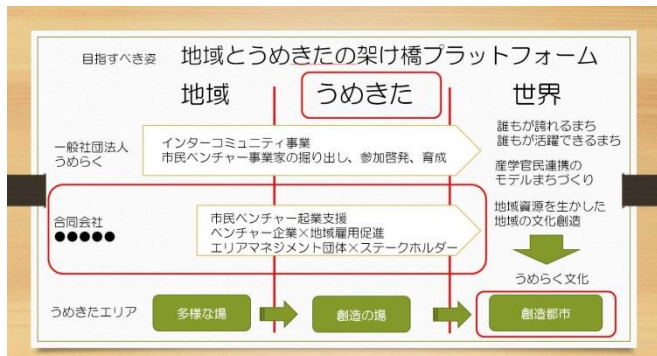 目指すべき姿 地域とうめきたの架け橋プラットフォーム
地域 うめきた 世界
一般社団法人
うめらく
インターコミュニティ事業
市民ベンチャー事業家の掘り出し、参加啓発、育成
誰もが誇れるまち
誰もが活躍できるまち
産学官民連携の
モデルまちづくり
地域資源を生かした
地域の文化創造
合同会社
●●●●●
市民ベンチャー起業支援
ベンチャー企業×地域雇用促進
エリアマネジメント団体×ステークホルダー
うめらく文化
うめきたエリア 多様な場 創造の場 創造都市